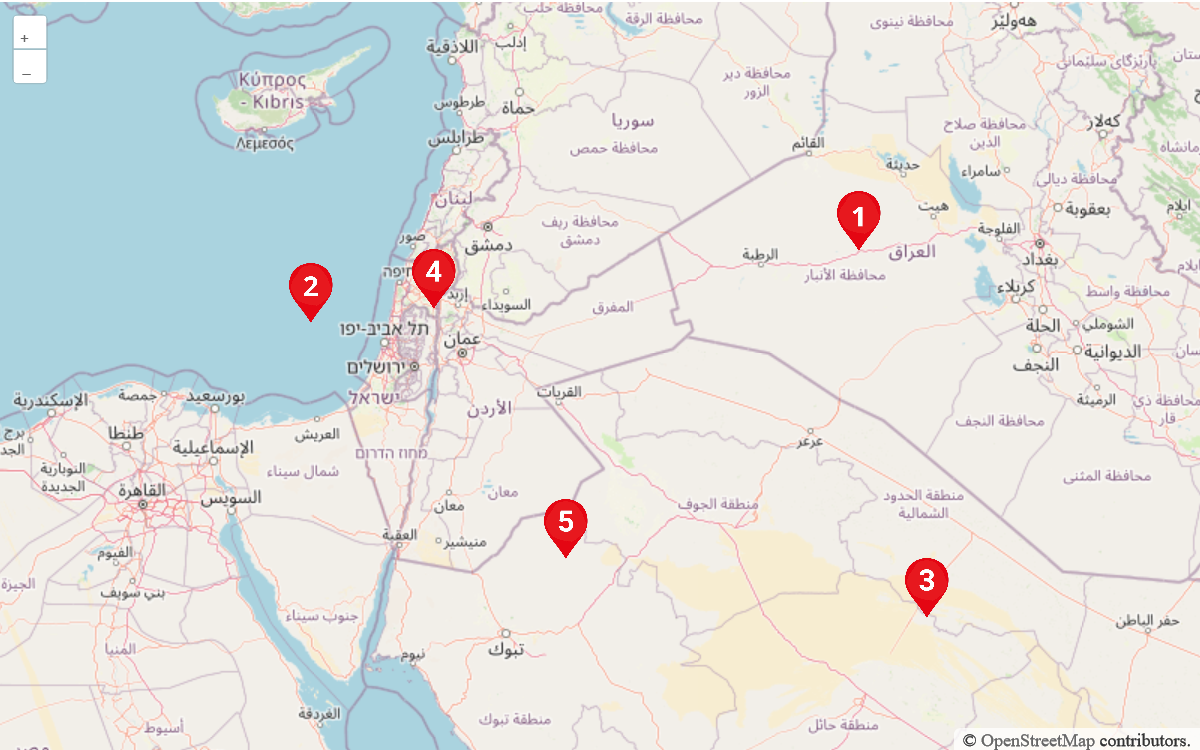 +
–
محافظة حلب
محافظة الرقة
محافظة نينوى
هەولێر
إدلب
اللاذقية
پارێزگای سلێمانی
محافظة دير
الزور
Κύπρος
- Kıbrıs
طرطوس
حماة
سوريا
محافظة حمص
محافظة صلاح
الدين
كەلار
Λεμεσός
طرابلس
القائم
حديثة
سامراء
محافظة ديالى
لبنان
هيت
بعقوبة
ايلام
1
محافظة ريف
دمشق
الفلوجة
صور
دمشق
الرطبة
العراق
بغداد
محافظة الأنبار
4
2
حيفה
إربد
السويداء
المفرق
كربلاء
محافظة واسط
الحلة
الشوملي
תל אביב-יפו
عمان
الديوانية
النجف
ירושלים
ישראל
القريات
الأردن
الرميثة
محافظة ذي
قار
محافظة النجف
الإسكندرية
جمصة
بورسعيد
برج
الجد
طنطا
العريش
الإسماعيلية
عرعر
מחוז הדרום
شمال سيناء
النوبارية
الجديدة
القاهرة
السويس
معان
معان
محافظة المثنى
منطقة الحدود
الشمالية
منطقة الجوف
5
العقبة
منيشير
الفيوم
الجيزة
بني سويف
3
جنوب سيناء
حفر الباطن
تبوك
نيوم
المنيا
الغردقة
أسيوط
منطقة تبوك
منطقة حائل
© OpenStreetMap contributors.